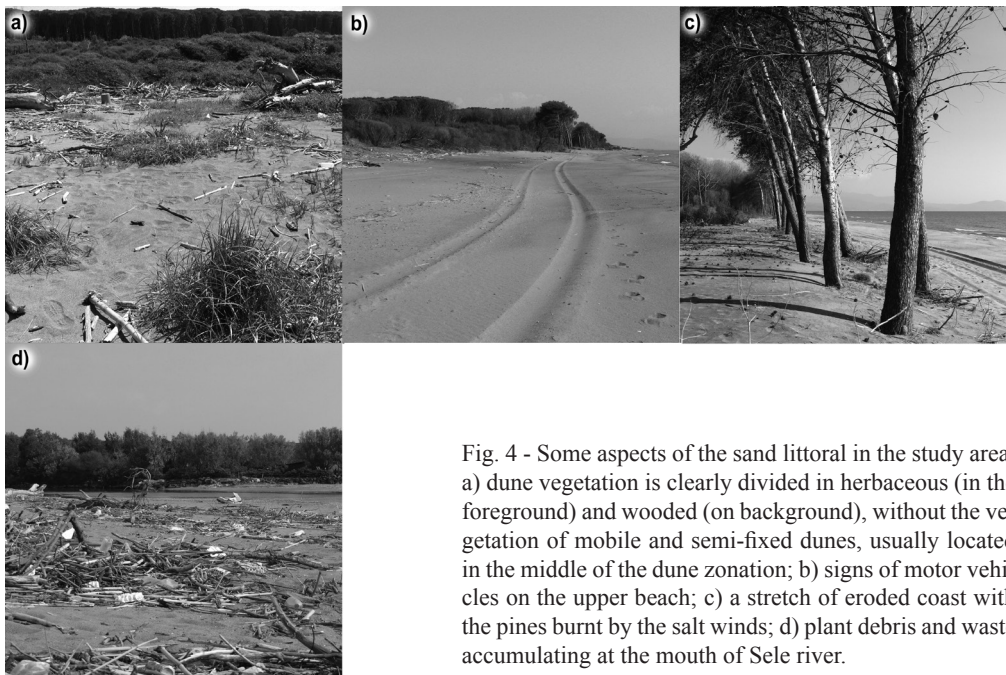 a)
b)
c)
d)
Fig. 4 - Some aspects of the sand littoral in the study area
a) dune vegetation is clearly divided in herbaceous (in th
foreground) and wooded (on background), without the ve
getation of mobile and semi-fixed dunes, usually located
in the middle of the dune zonation; b) signs of motor vehi
cles on the upper beach; c) a stretch of eroded coast with
the pines burnt by the salt winds; d) plant debris and wast
accumulating at the mouth of Sele river.